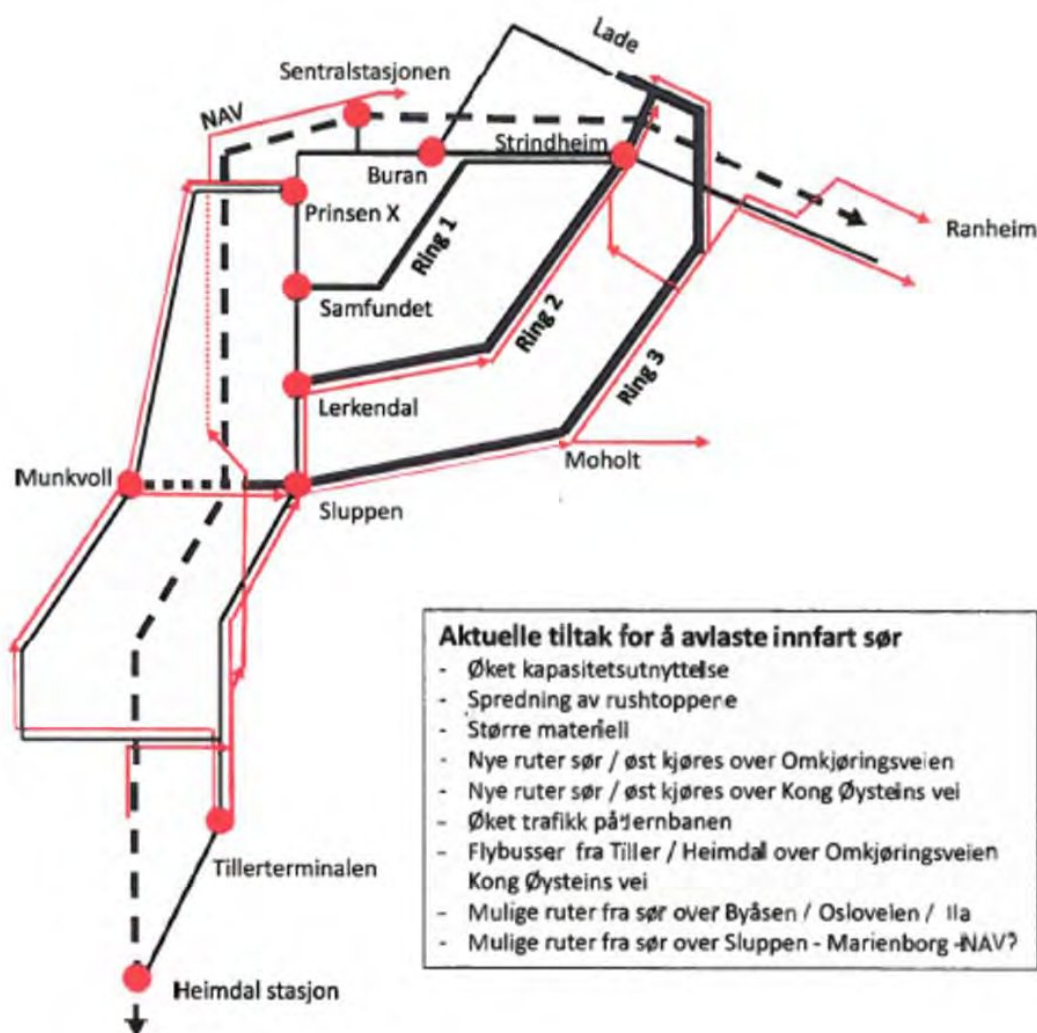 Lade
Sentralstasjonen
NAV
Strindheim
Buran
Prinsen X
Ranheim
Ring 1
Samfundet
Ring 2
Ring 3
Lerkendal
Moholt
Munkvoll
Sluppen
Aktuelle tiltak for å avlaste innfart sør
- Øket kapasitetsutnyttelse
- Spredning av rushtoppene
- Større materiell
- Nye ruter sør / øst kjøres over Omkjøringsveien
- Nye ruter sør / øst kjøres over Kong Øysteins vei
- Øket trafikk på jernbanen
- Flybusser fra Tiller / Heimdal over Omkjøringsveien
Kong Øysteins vei
- Mulige ruter fra sør over Byåsen / Osloveien / Ila
- Mulige ruter fra sør over Sluppen - Marienborg -NAV?
Tillerterminalen
Heimdal stasjon